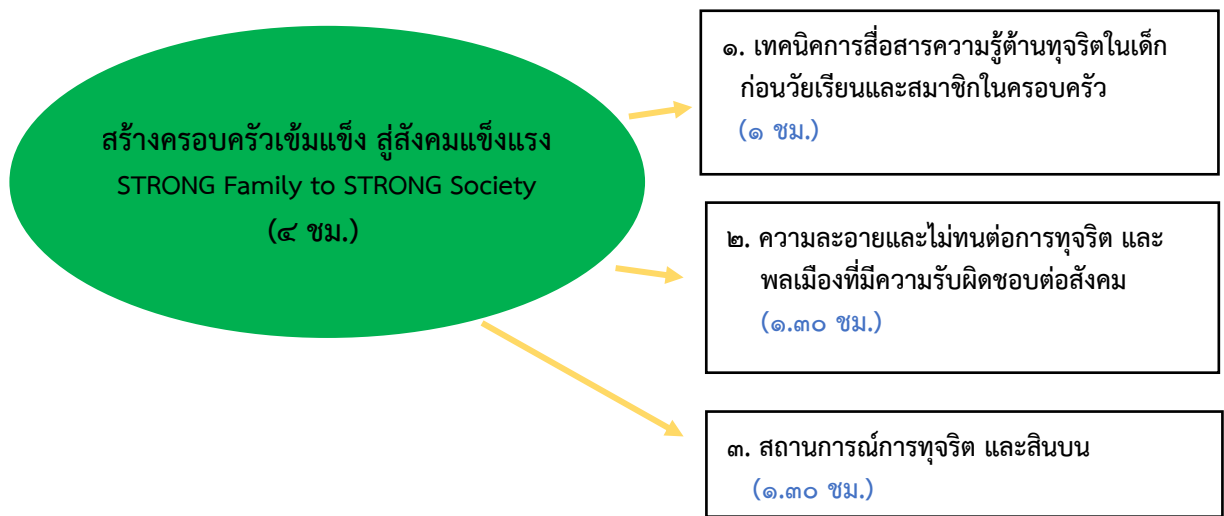 สร้างครอบครัวเข้มแข็ง สู่สังคมแข็งแรง
STRONG Family to STRONG Society
(๔ ชม.)
๑. เทคนิคการสื่อสารความรู้ต้านทุจริตในเด็ก
ก่อนวัยเรียนและสมาชิกในครอบครัว
(๑ ชม.)
๒. ความละอายและไม่ทนต่อการทุจริต และ
พลเมืองที่มีความรับผิดชอบต่อสังคม
(๑.๓๐ ชม.)
๓. สถานการณ์การทุจริต และสินบน
(๑.๓๐ ชม.)